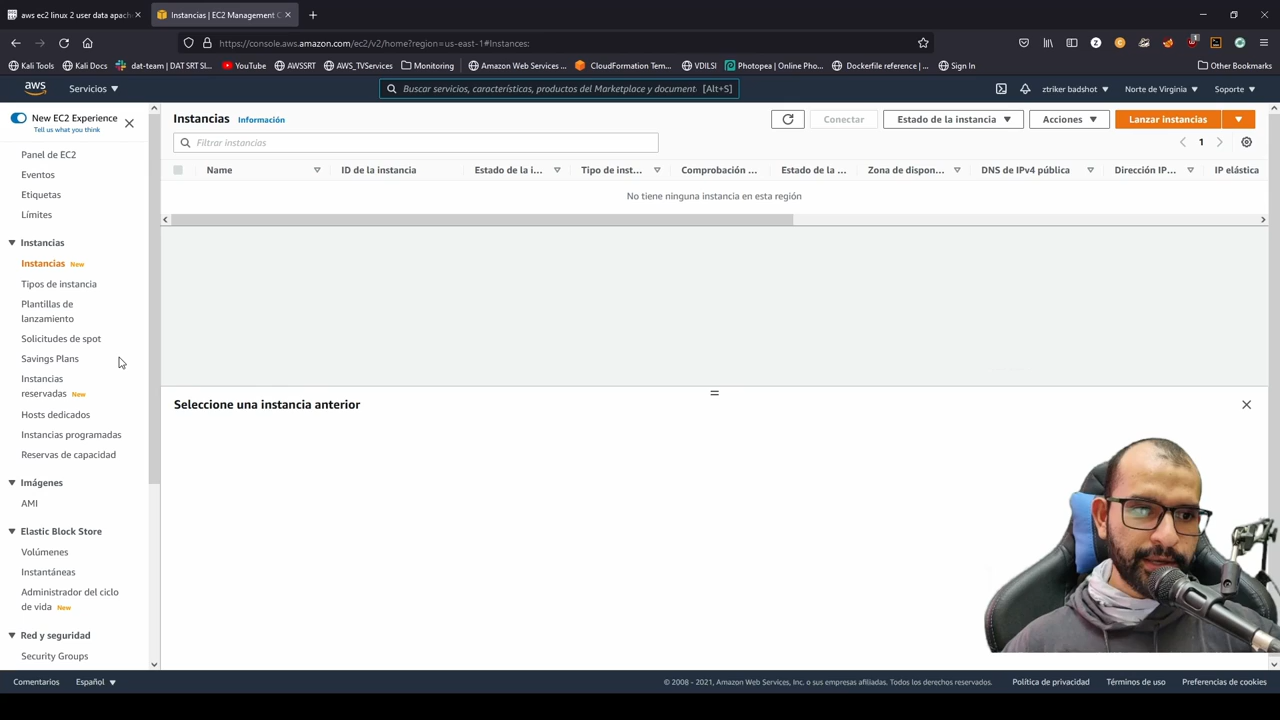 aws ec2 linux 2 user data apach
Instancias | EC2 Management C
https://console.aws.amazon.com/ec2/v2/home?region=us-east-1#Instances:
Kali Tools
Kali Docs
dat-team | DAT SRT SI...
YouTube
AWSSRT
AWS_TVServices
Monitoring
Amazon Web Services ...
CloudFormation Tem...
VDILSI
Photopea | Online Pho...
Dockerfile reference | ...
Sign In
Other Bookmarks
aws
Servicios
Buscar servicios, características, productos del Marketplace y document
[Alt+S]
ztriker badshot
Norte de Virginia
Soporte
New EC2 Experience
Tell us what you think
Panel de EC2
Eventos
Etiquetas
Límites
Instancias
Instancias New
Tipos de instancia
Plantillas de
lanzamiento
Solicitudes de spot
Savings Plans
Instancias
reservadas New
Hosts dedicados
Instancias programadas
Reservas de capacidad
Imágenes
AMI
Elastic Block Store
Volúmenes
Instantáneas
Administrador del ciclo
de vida New
Red y seguridad
Security Groups
Instancias Información
Conectar
Estado de la instancia
Acciones
Lanzar instancias
Filtrar instancias
1
Name
ID de la instancia
Estado de la i...
Tipo de inst...
Comprobación ...
Estado de la ...
Zona de dispon...
DNS de IPv4 pública
Dirección IP...
IP elástica
No tiene ninguna instancia en esta región
Seleccione una instancia anterior
Comentarios
Español
© 2008 - 2021, Amazon Web Services, Inc. o sus empresas afiliadas. Todos los derechos reservados.
Política de privacidad
Términos de uso
Preferencias de cookies